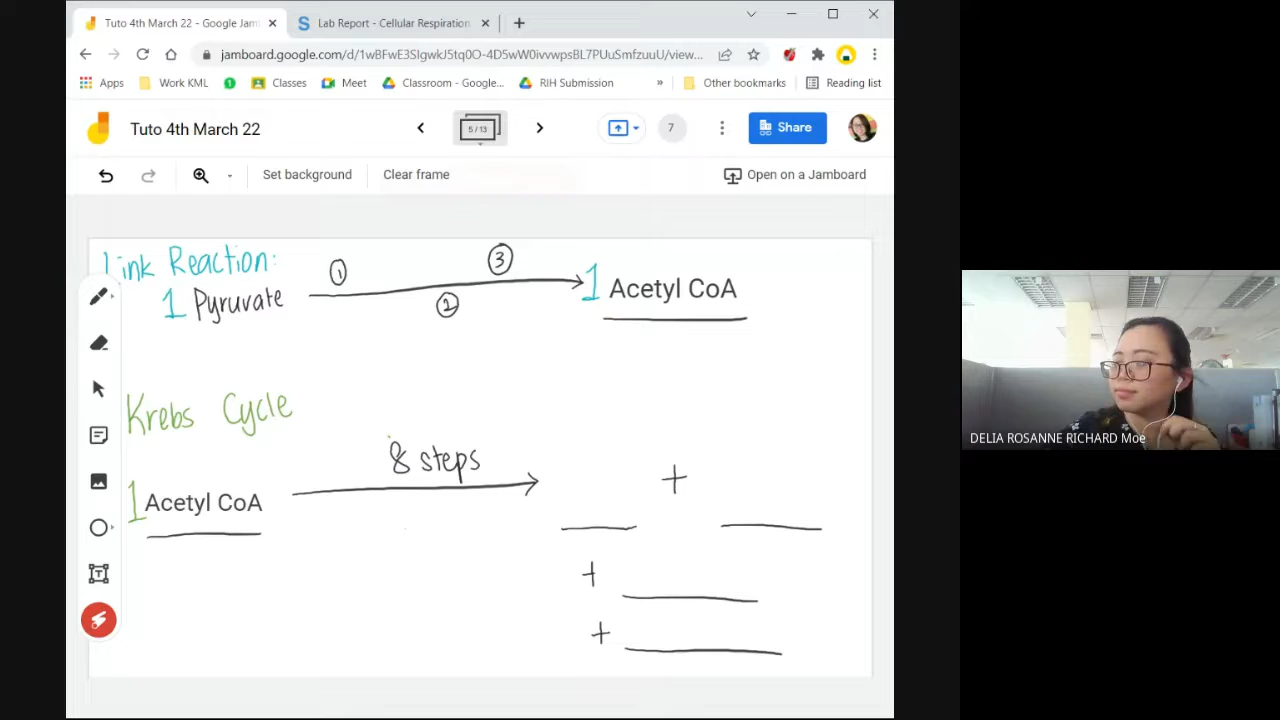 Tuto 4th March 22 - Google Jam
Lab Report - Cellular Respiration
jamboard.google.com/d/1wBFwE3SIgwkJ5tq0O-4D5wW0ivvwpsBL7PUuSmfzuuU/view...
Apps Work KML 1 Classes Meet Classroom - Google... RIH Submission » Other bookmarks Reading list
Tuto 4th March 22 5 / 13 7 Share
Set background Clear frame Open on a Jamboard
Link Reaction:
1 Pyruvate ① ② ③ 1 Acetyl CoA
Krebs Cycle
8 steps
1 Acetyl CoA +
+
+
DELIA ROSANNE RICHARD Moe